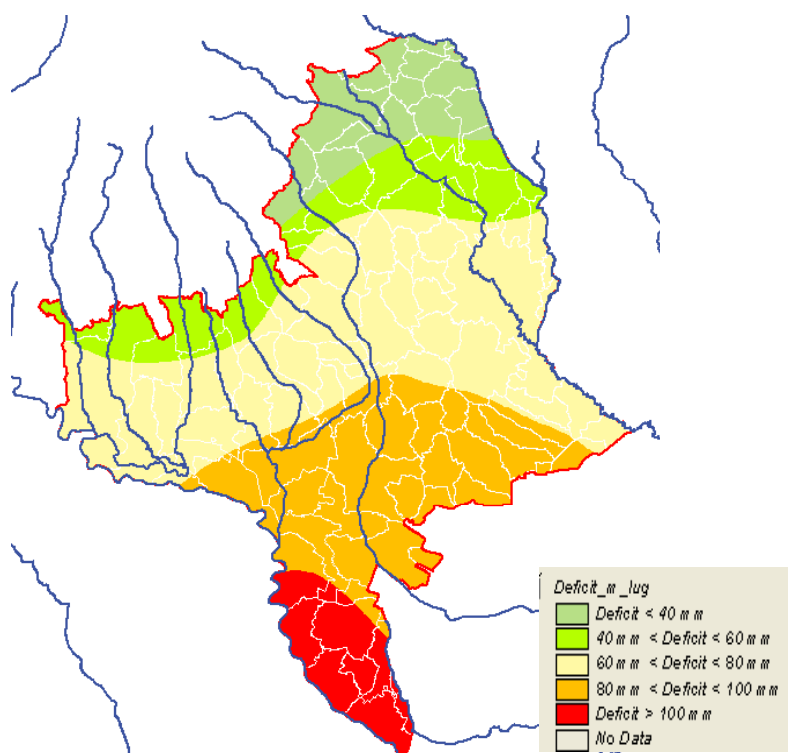 Deficit_m_lug
Deficit < 40 mm
40 mm < Deficit < 60 mm
60 mm < Deficit < 80 mm
80 mm < Deficit < 100 mm
Deficit > 100 mm
No Data